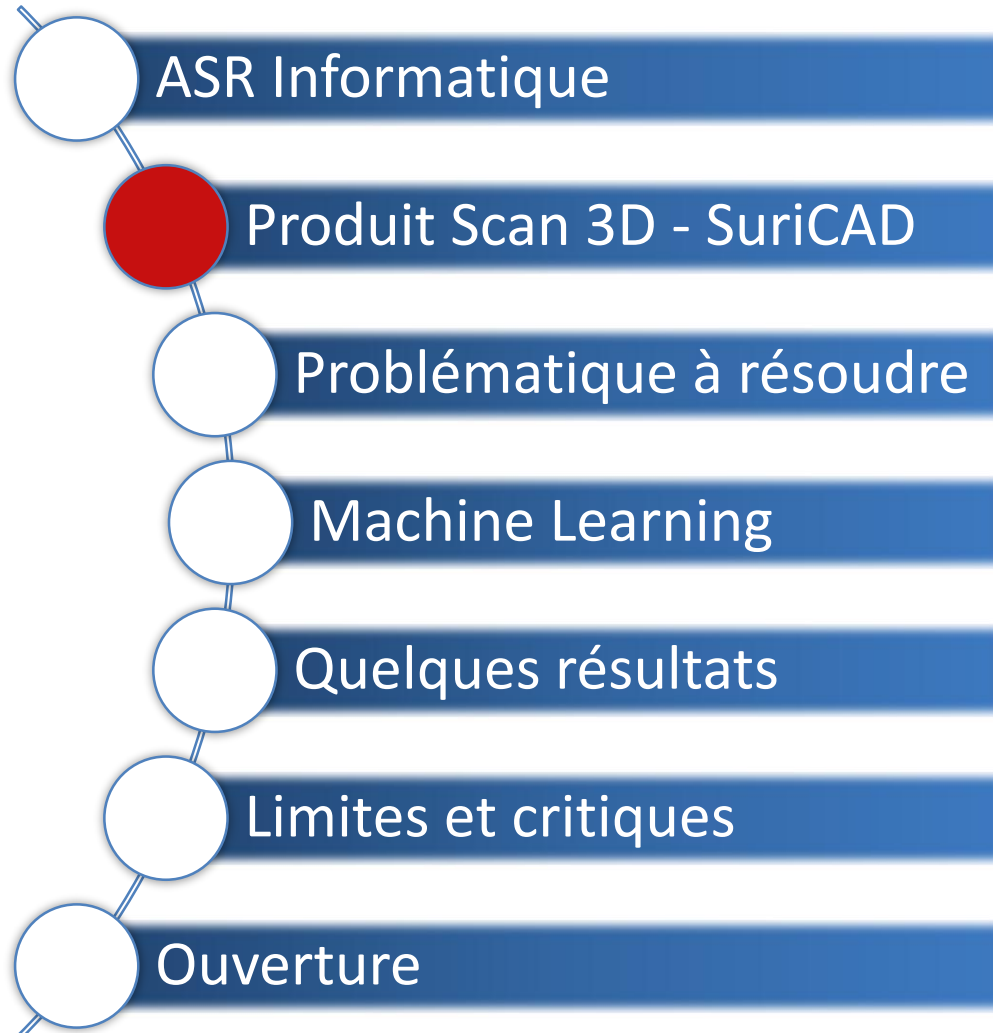 ASR Informatique
Produit Scan 3D - SuriCAD
Problématique à résoudre
Machine Learning
Quelques résultats
Limites et critiques
Ouverture